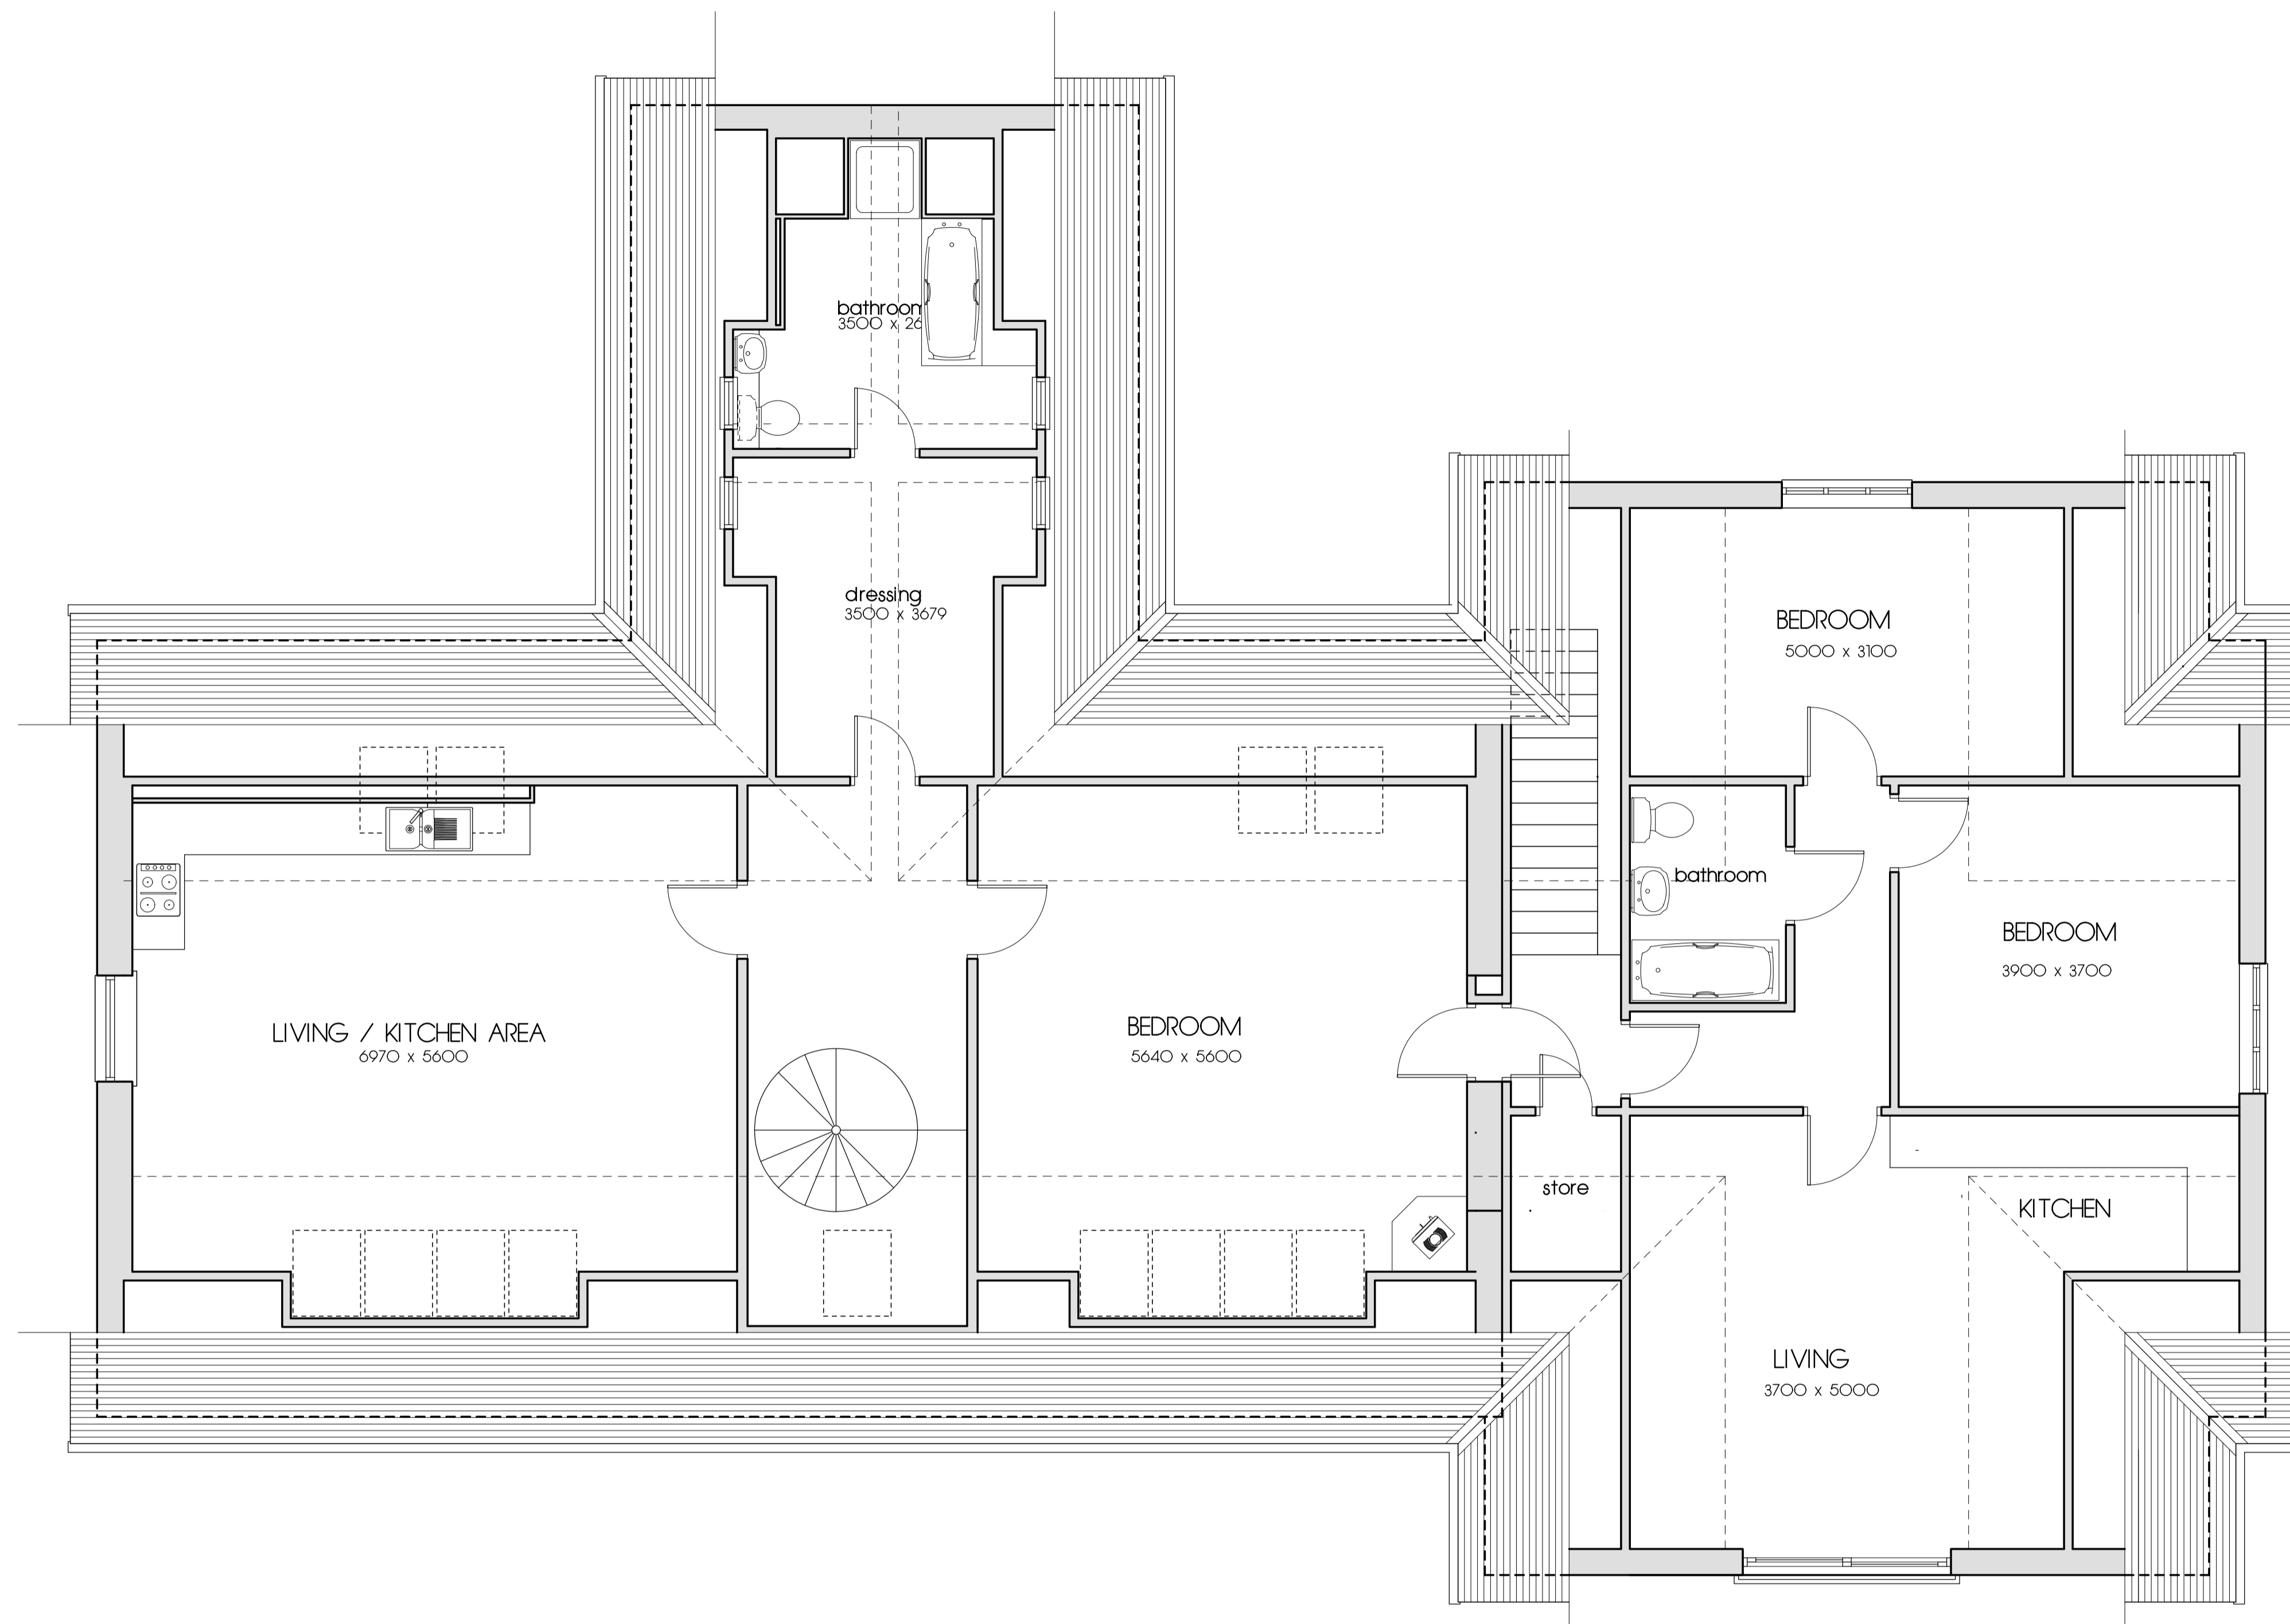 bathroom
3500 x 26
dressing
3500 x 3679
BEDROOM
5000 x 3100
bathroom
BEDROOM
3900 x 3700
LIVING / KITCHEN AREA
6970 x 5600
BEDROOM
5640 x 5600
store
KITCHEN
LIVING
3700 x 5000